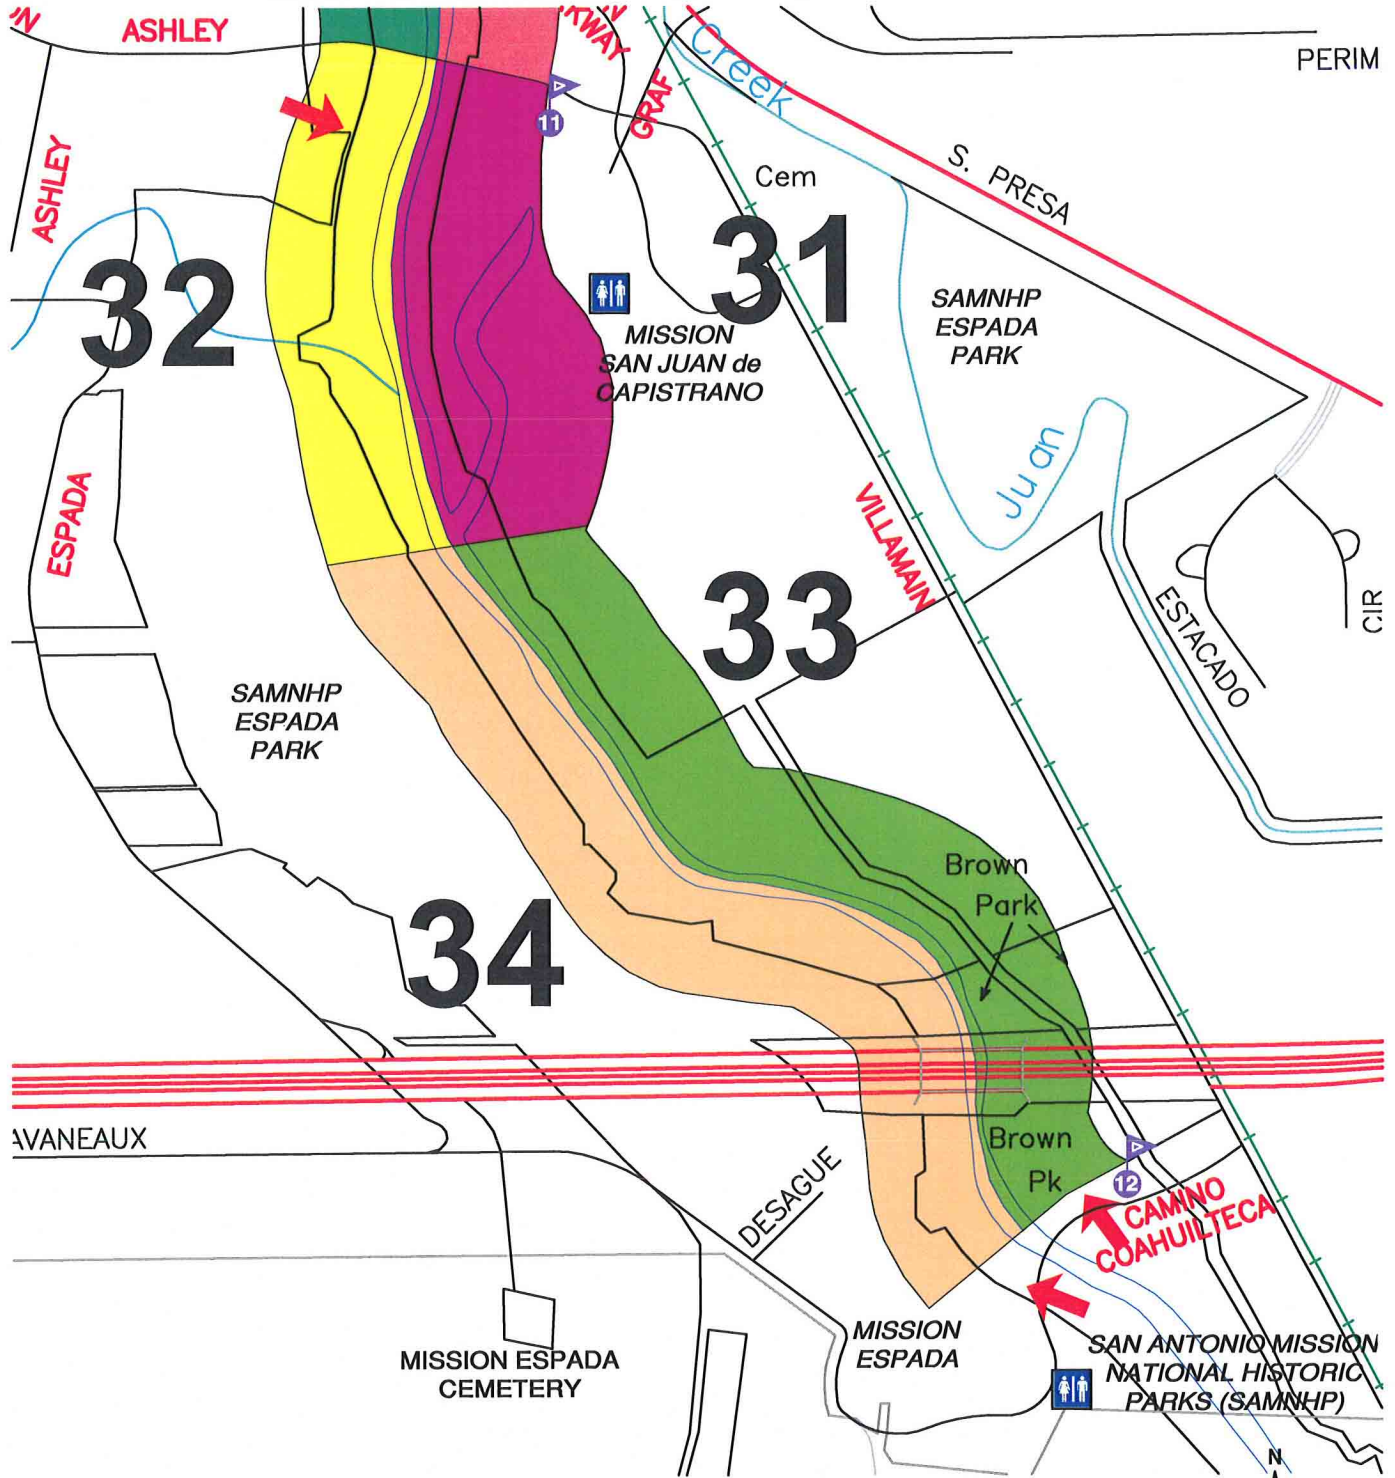 ASHLEY
PERIM
Creek
GRAF
11
ASHLEY
S. PRESA
Cem
31
32
SAMNHP
ESPADA
PARK
MISSION
SAN JUAN de
CAPISTRANO
Juan
ESPADA
VILLAMAIN
33
ESTACADO
CIR
SAMNHP
ESPADA
PARK
Brown
Park
34
AVANEAUX
Brown
Pk
DESAGUE
12
CAMINO
COAHUILTECA
MISSION
ESPADA
SAN ANTONIO MISSION
NATIONAL HISTORIC
PARKS (SAMNHP)
MISSION ESPADA
CEMETERY
N